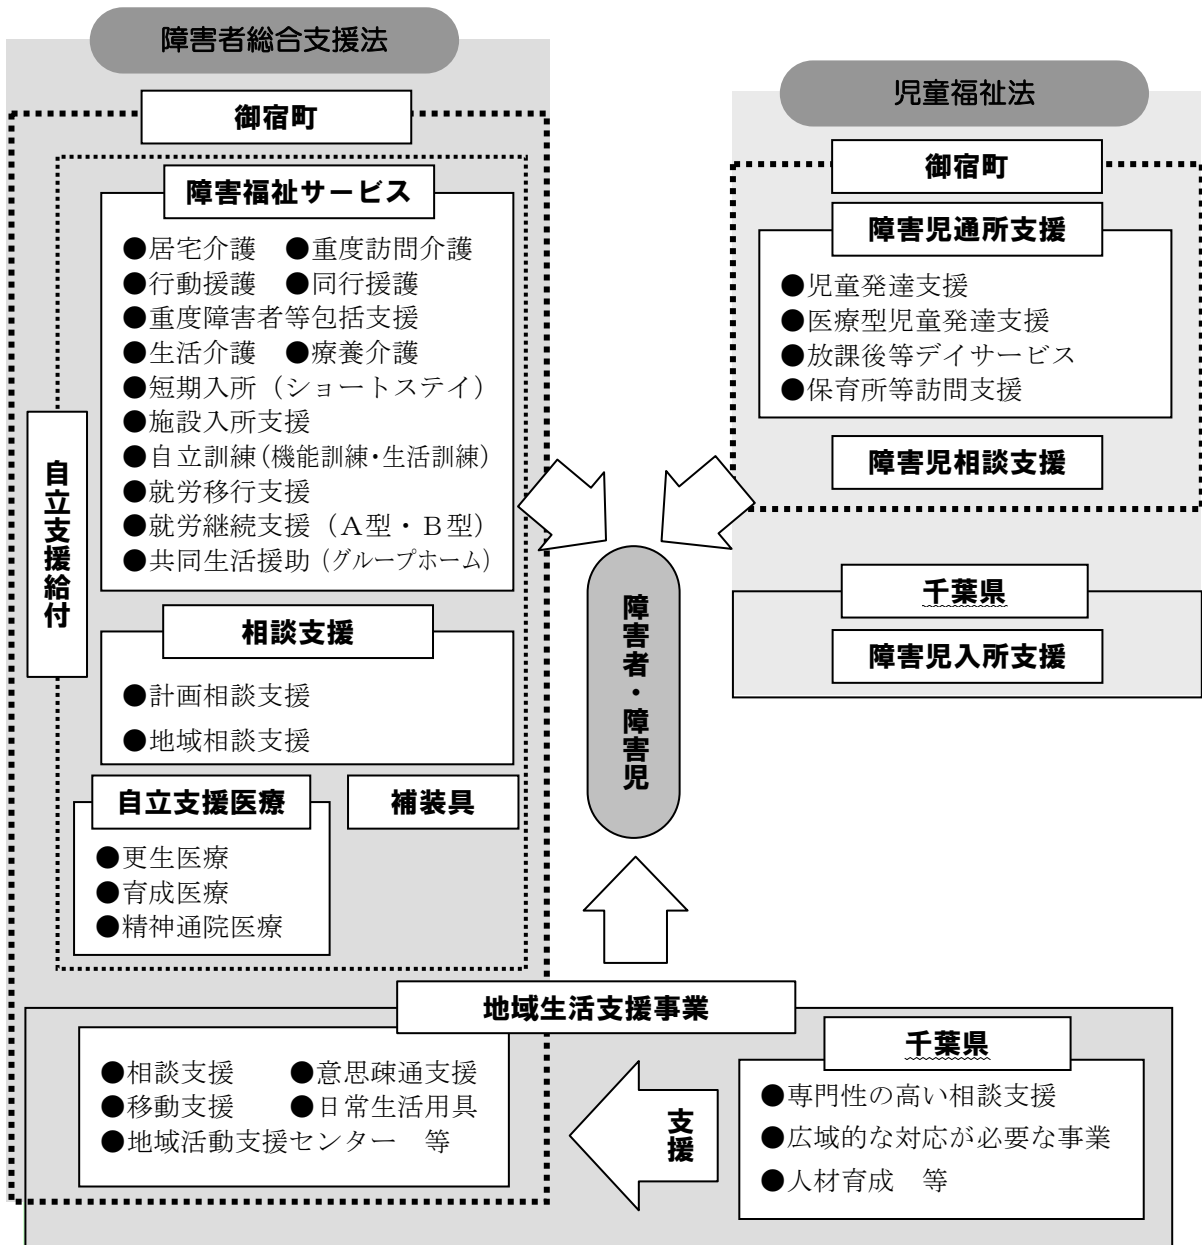 障害者総合支援法
御宿町
自立支援給付
障害福祉サービス
●居宅介護　●重度訪問介護
●行動援護　●同行援護
●重度障害者等包括支援
●生活介護　●療養介護
●短期入所（ショートステイ）
●施設入所支援
●自立訓練（機能訓練・生活訓練）
●就労移行支援
●就労継続支援（Ａ型・Ｂ型）
●共同生活援助（グループホーム）
相談支援
●計画相談支援
●地域相談支援
自立支援医療
●更生医療
●育成医療
●精神通院医療
補装具
障害者・障害児
児童福祉法
御宿町
障害児通所支援
●児童発達支援
●医療型児童発達支援
●放課後等デイサービス
●保育所等訪問支援
障害児相談支援
千葉県
障害児入所支援
地域生活支援事業
●相談支援　●意思疎通支援
●移動支援　●日常生活用具
●地域活動支援センター　等
支援
千葉県
●専門性の高い相談支援
●広域的な対応が必要な事業
●人材育成　等